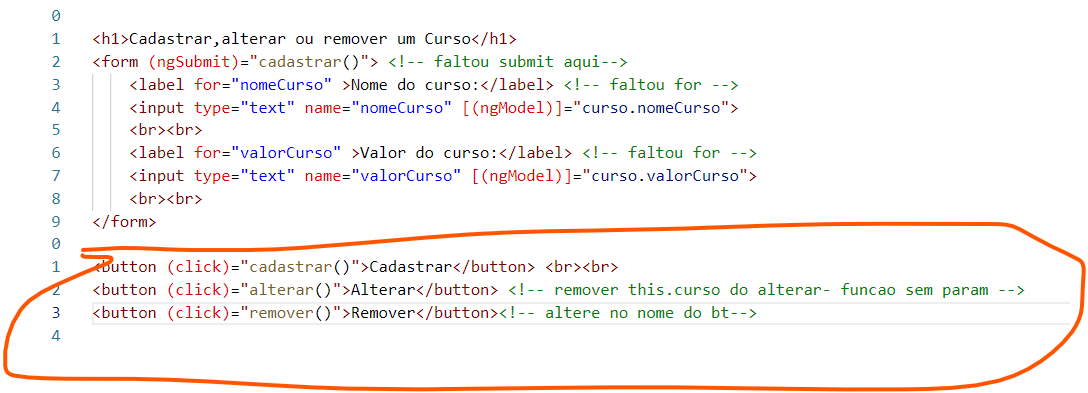 0
1 <h1>Cadastrar,alterar ou remover um Curso</h1>
2 <form (ngSubmit)="cadastrar()"> <!-- faltou submit aqui-->
3 <label for="nomeCurso" >Nome do curso:</label> <!-- faltou for -->
4 <input type="text" name="nomeCurso" [(ngModel)]="curso.nomeCurso">
5 <br><br>
6 <label for="valorCurso" >Valor do curso:</label> <!-- faltou for -->
7 <input type="text" name="valorCurso" [(ngModel)]="curso.valorCurso">
8 <br><br>
9 </form>
0
1 <button (click)="cadastrar()">Cadastrar</button> <br><br>
2 <button (click)="alterar()">Alterar</button> <!-- remover this.curso do alterar- funcao sem param -->
3 <button (click)="remover()">Remover</button><!-- altere no nome do bt-->
4